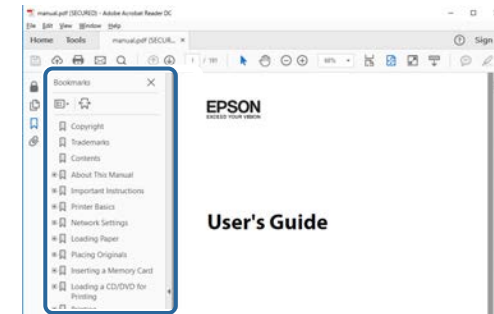 manual.pdf (SECURED) - Adobe Acrobat Reader DC
File Edit View Window Help
Home Tools manual.pdf (SECUR... ×
Sign
1 / 191
Bookmarks
Copyright
Trademarks
Contents
About This Manual
Important Instructions
Printer Basics
Network Settings
Loading Paper
Placing Originals
Inserting a Memory Card
Loading a CD/DVD for
Printing
EPSON
EXCEED YOUR VISION
User's Guide